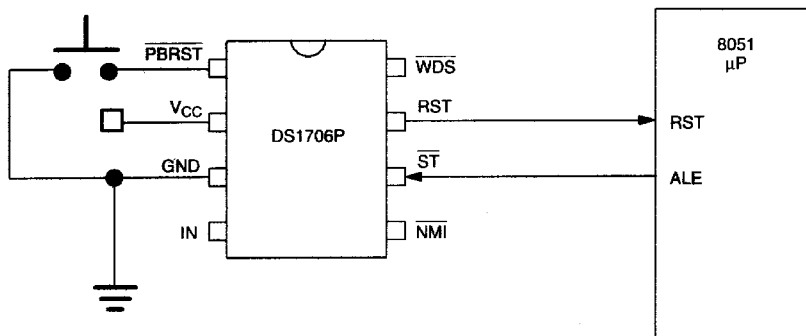 PBRST
WDS
8051
µP
VCC
DS1706P
RST
RST
GND
ST
ALE
IN
NMI